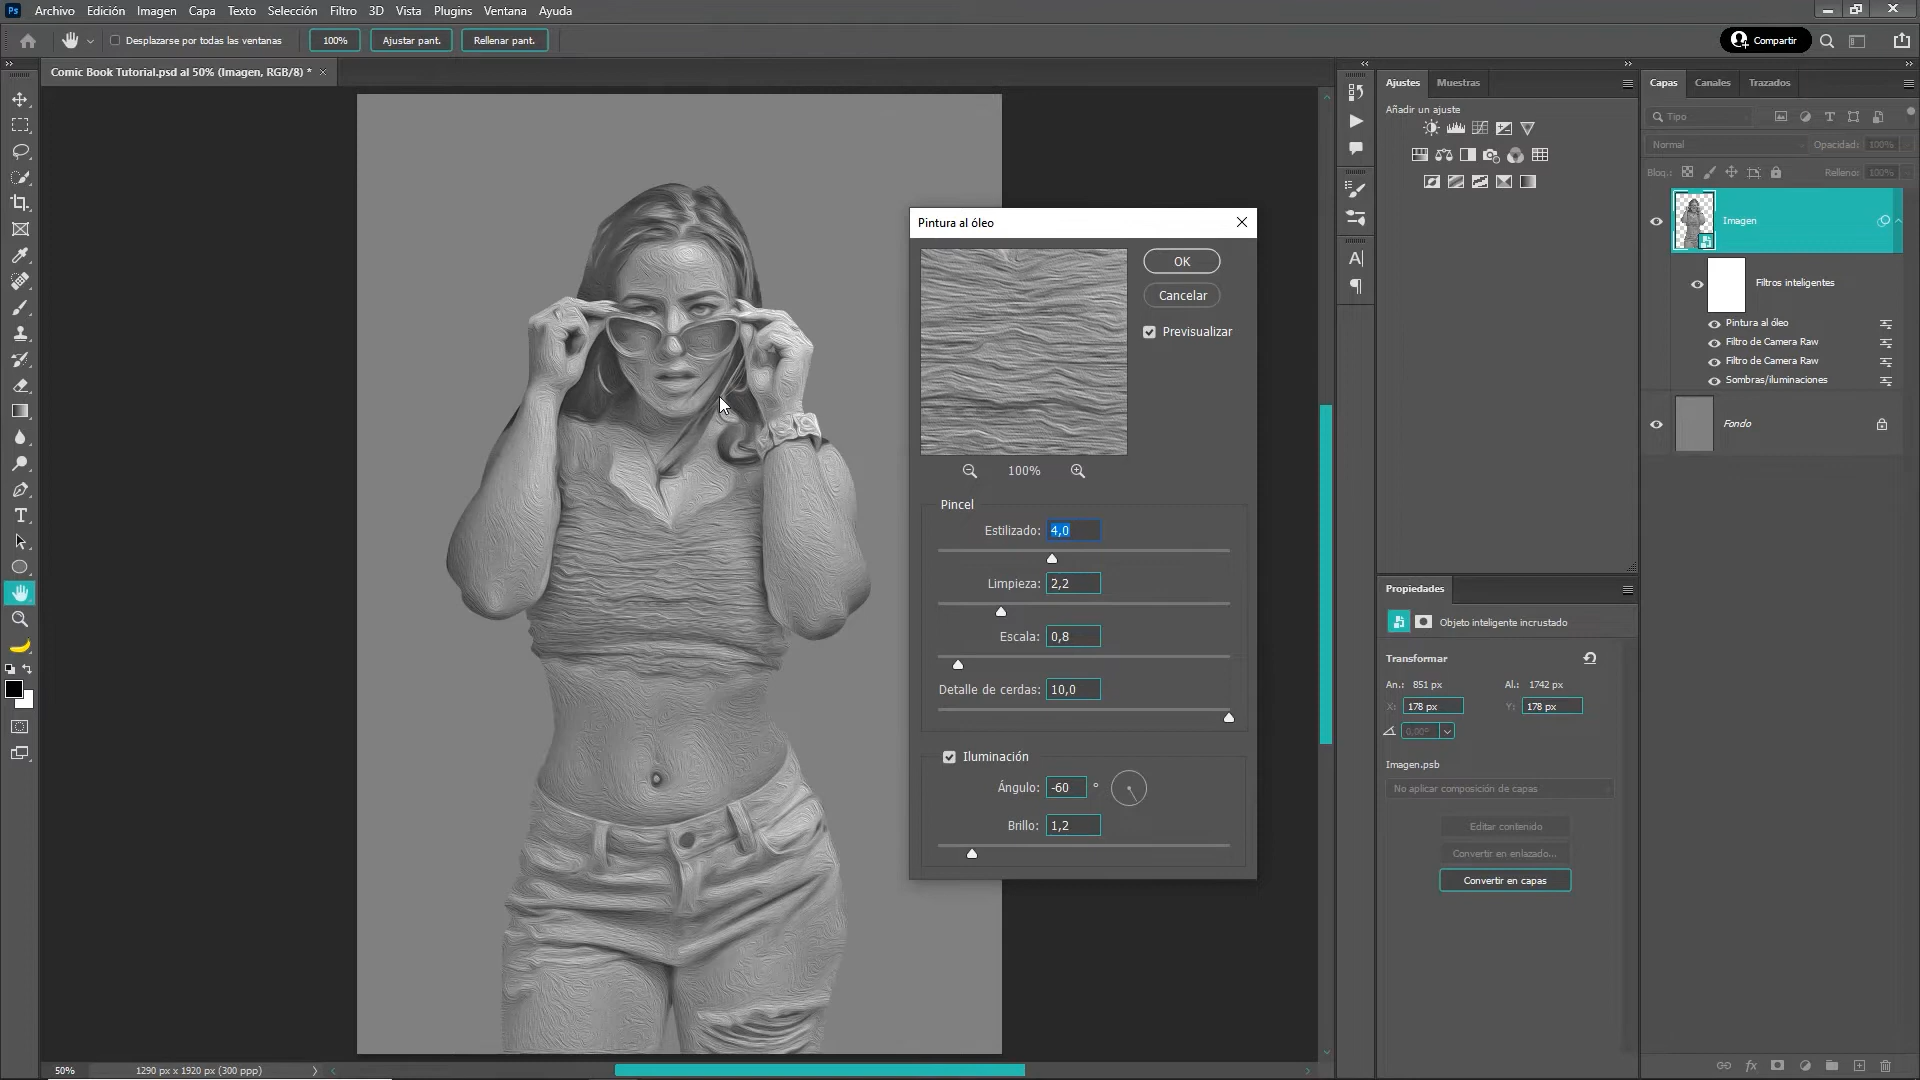 Ps Archivo Edición Imagen Capa Texto Selección Filtro 3D Vista Plugins Ventana Ayuda
Desplazarse por todas las ventanas 100% Ajustar pant. Rellenar pant. Compartir
Comic Book Tutorial.psd al 50% (Imagen, RGB/8) *
Pintura al óleo
OK
Cancelar
Previsualizar
100%
Pincel
Estilizado: 4,0
Limpieza: 2,2
Escala: 0,8
Detalle de cerdas: 10,0
Iluminación
Ángulo: -60 °
Brillo: 1,2
Ajustes Muestras
Añadir un ajuste
Propiedades
Objeto inteligente incrustado
Transformar
An.: 851 px Al.: 1742 px
X: 178 px Y: 178 px
0,00°
Imagen.psb
No aplicar composición de capas
Editar contenido
Convertir en enlazado...
Convertir en capas
Capas Canales Trazados
Tipo
Normal Opacidad: 100%
Bloq.: Relleno: 100%
Imagen
Filtros inteligentes
Pintura al óleo
Filtro de Camera Raw
Filtro de Camera Raw
Sombras/iluminaciones
Fondo
50% 1290 px x 1920 px (300 ppp)